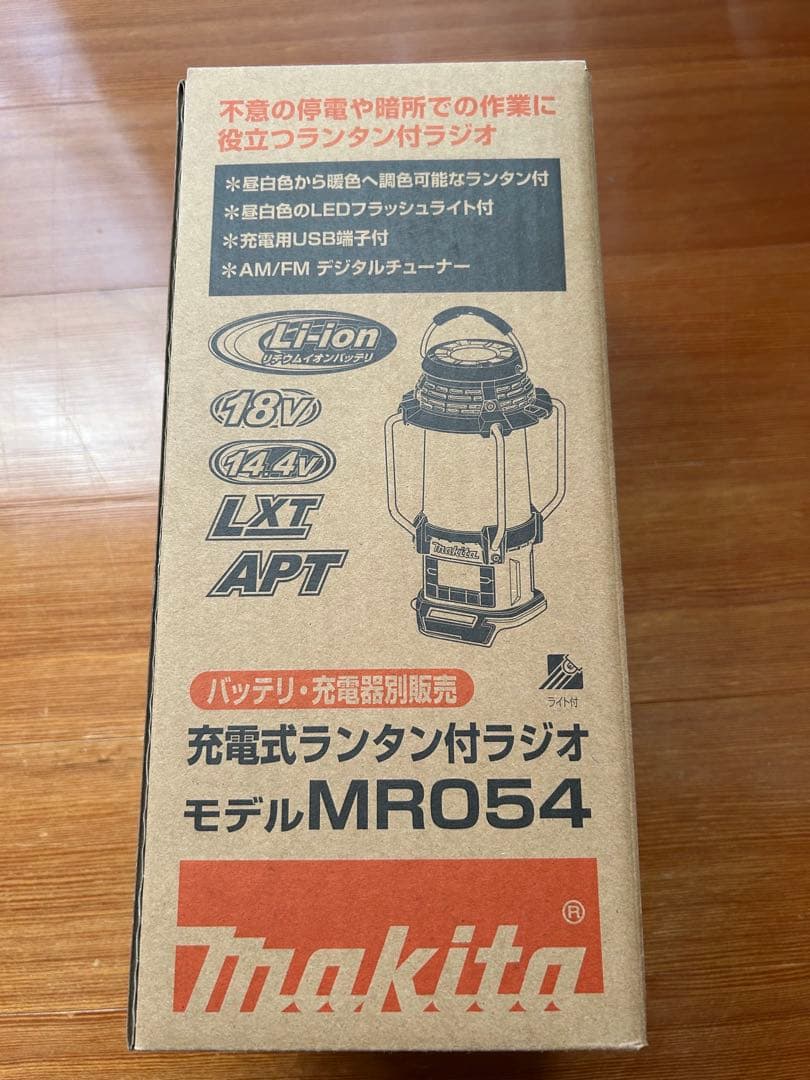 不意の停電や暗所での作業に
役立つランタン付ラジオ
＊昼白色から暖色へ調色可能なランタン付
＊昼白色のLEDフラッシュライト付
＊充電用USB端子付
＊AM/FM デジタルチューナー
Li-ion
リチウムイオンバッテリ
18V
14.4V
LXT
APT
makita
バッテリ・充電器別販売
ライト付
充電式ランタン付ラジオ
モデルMR054
makita®